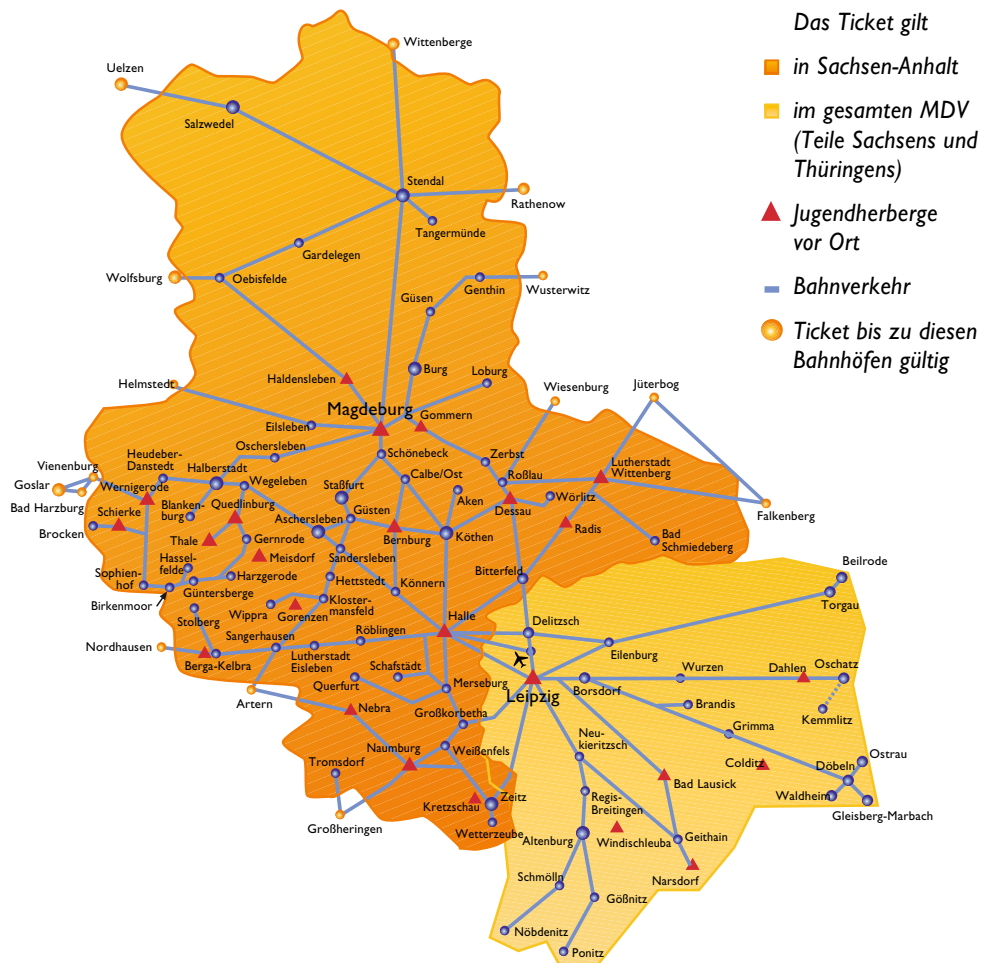 Das Ticket gilt
in Sachsen-Anhalt
im gesamten MDV
(Teile Sachsens und
Thüringens)
Jugendherberge
vor Ort
Bahnverkehr
Ticket bis zu diesen
Bahnhöfen gültig
Wittenberge
Uelzen
Salzwedel
Stendal
Rathenow
Tangermünde
Gardelegen
Wolfsburg
Oebisfelde
Genthin
Wusterwitz
Güsen
Burg
Loburg
Haldensleben
Helmstedt
Wiesenburg
Jüterbog
Magdeburg
Gommern
Eilsleben
Oschersleben
Schönebeck
Zerbst
Lutherstadt
Wittenberg
Heudeber-
Danstedt
Vienenburg
Goslar
Bad Harzburg
Wernigerode
Halberstadt
Wegeleben
Staßfurt
Calbe/Ost
Roßlau
Aken
Wörlitz
Dessau
Falkenberg
Schierke
Brocken
Blanken-
burg
Quedlinburg
Aschersleben
Güsten
Bernburg
Köthen
Radis
Bad
Schmiedeberg
Thale
Gernrode
Meisdorf
Sandersleben
Hassel-
felde
Sophien-
hof
Harzgerode
Hettstedt
Könnern
Bitterfeld
Beilrode
Torgau
Birkenmoor
Güntersberge
Wippra
Kloster-
mansfeld
Gorenzen
Stolberg
Sangerhausen
Röblingen
Halle
Delitzsch
Eilenburg
Nordhausen
Berga-Kelbra
Lutherstadt
Eisleben
Schafstädt
Querfurt
Merseburg
Leipzig
Borsdorf
Wurzen
Dahlen
Oschatz
Artern
Nebra
Großkorbetha
Brandis
Kemmlitz
Grimma
Naumburg
Weißenfels
Neu-
kieritzsch
Colditz
Ostrau
Döbeln
Tromsdorf
Bad Lausick
Waldheim
Gleisberg-Marbach
Kretzschau
Zeitz
Regis-
Breitingen
Großheringen
Wetterzeube
Altenburg
Windischleuba
Geithain
Schmölln
Narsdorf
Gößnitz
Nöbdenitz
Ponitz